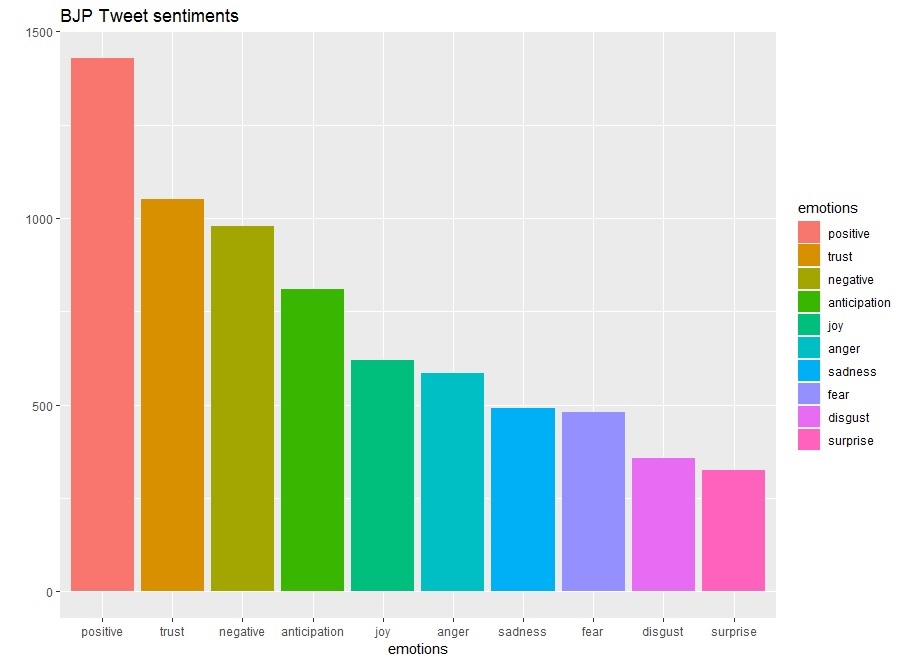 BJP Tweet sentiments
1500
1000
500
0
positive trust negative anticipation joy anger sadness fear disgust surprise
emotions
emotions
positive
trust
negative
anticipation
joy
anger
sadness
fear
disgust
surprise